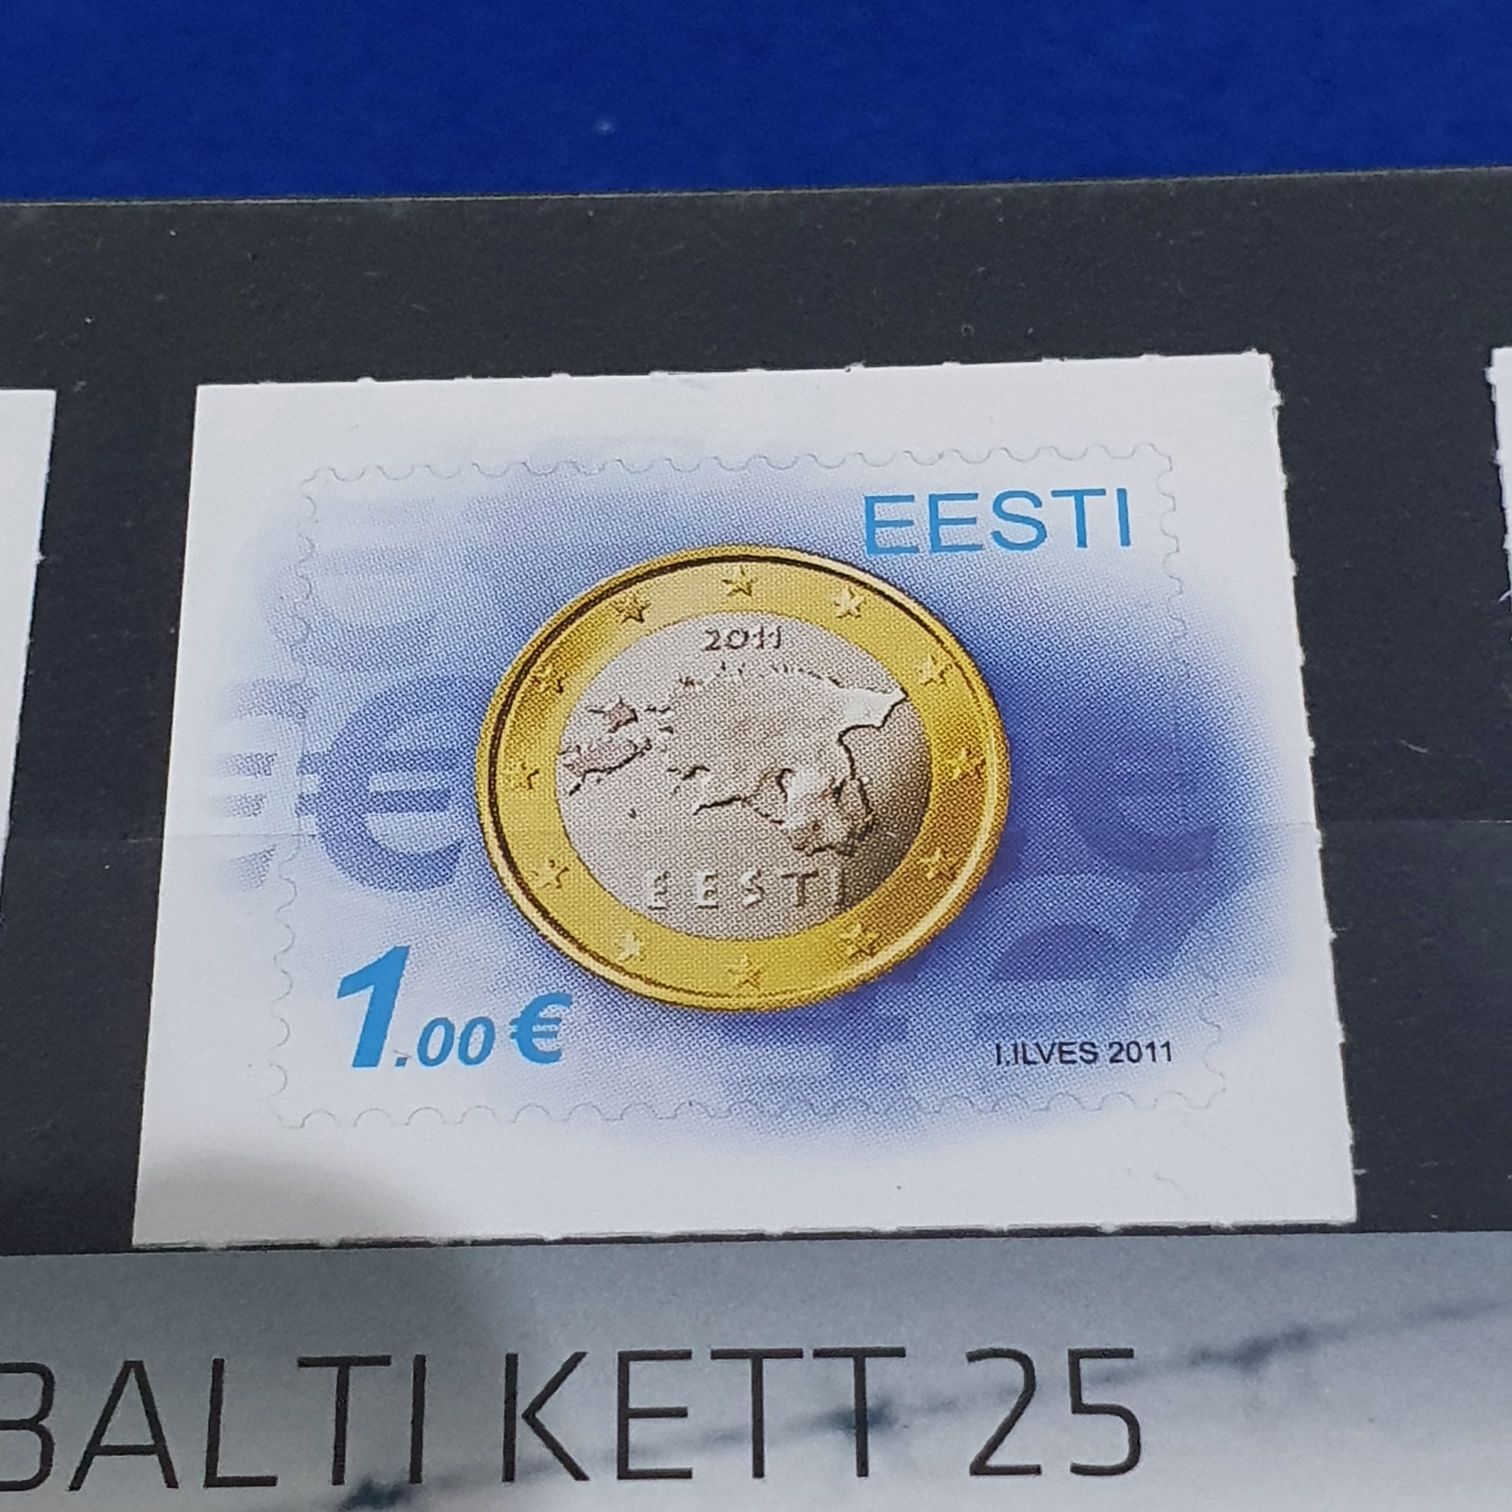 EESTI
2011
EESTI
1.00 €
I.ILVES 2011
BALTI KETT 25